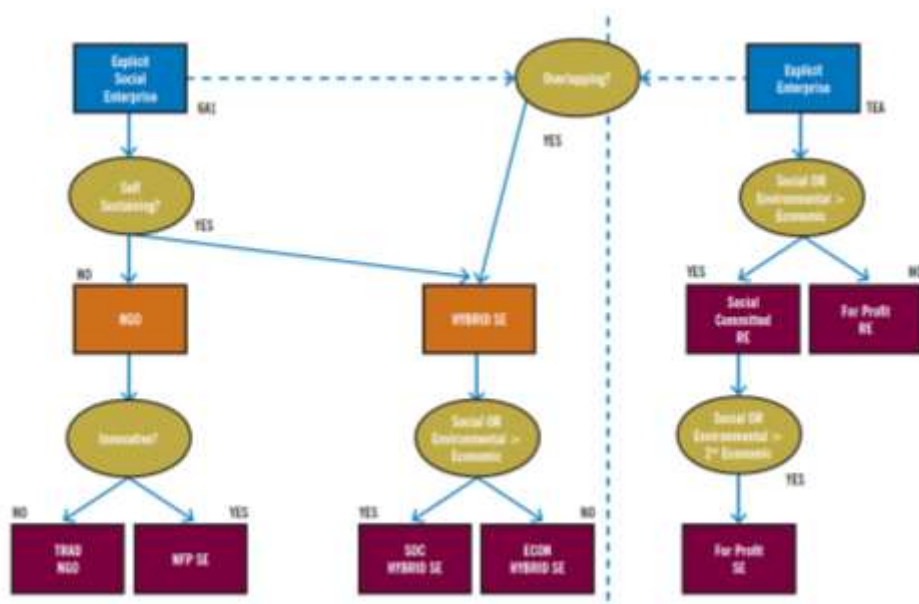 Explicit
Social
Enterprise
Overlapping?
Explicit
Enterprise
TEA
YES
Self
Sustaining?
Social OR
Environmental >
Economic
YES
NO
YES
NO
NGO
HYBRID SE
Social
Committed
RE
For Profit
RE
Innovative?
Social OR
Environmental >
Economic
Social OR
Environmental >
Economic
YES
NO
YES
YES
NO
TRAD
NGO
NFP SE
SOC
HYBRID SE
ECON
HYBRID SE
For Profit
SE